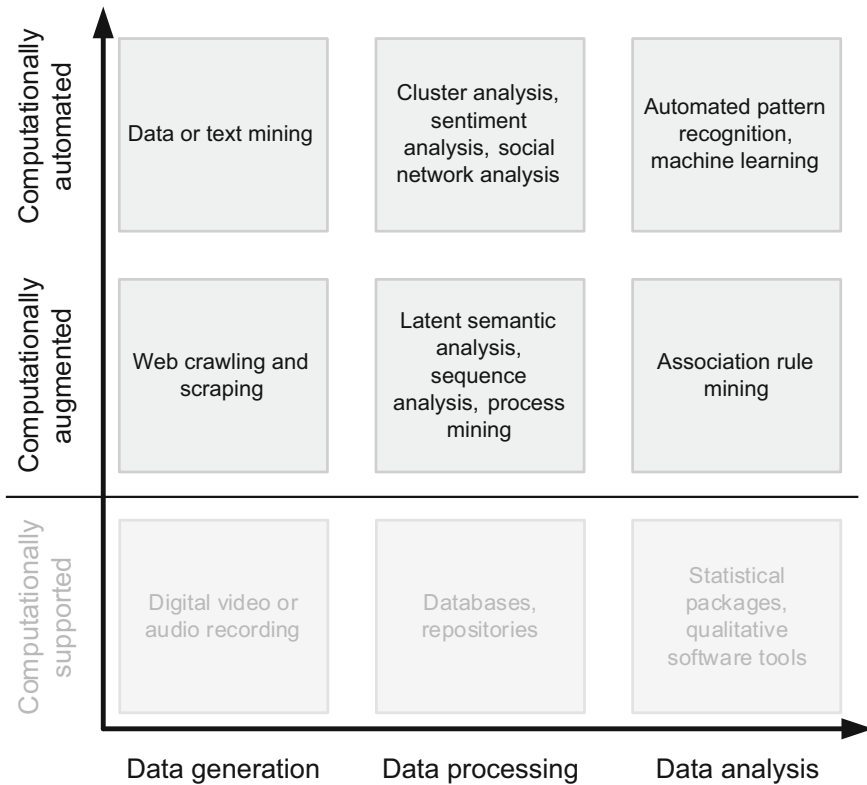 Computationally
automated
Data or text mining
Cluster analysis,
sentiment
analysis, social
network analysis
Automated pattern
recognition,
machine learning
Computationally
augmented
Web crawling and
scraping
Latent semantic
analysis,
sequence
analysis, process
mining
Association rule
mining
Computationally
supported
Digital video or
audio recording
Databases,
repositories
Statistical
packages,
qualitative
software tools
Data generation
Data processing
Data analysis